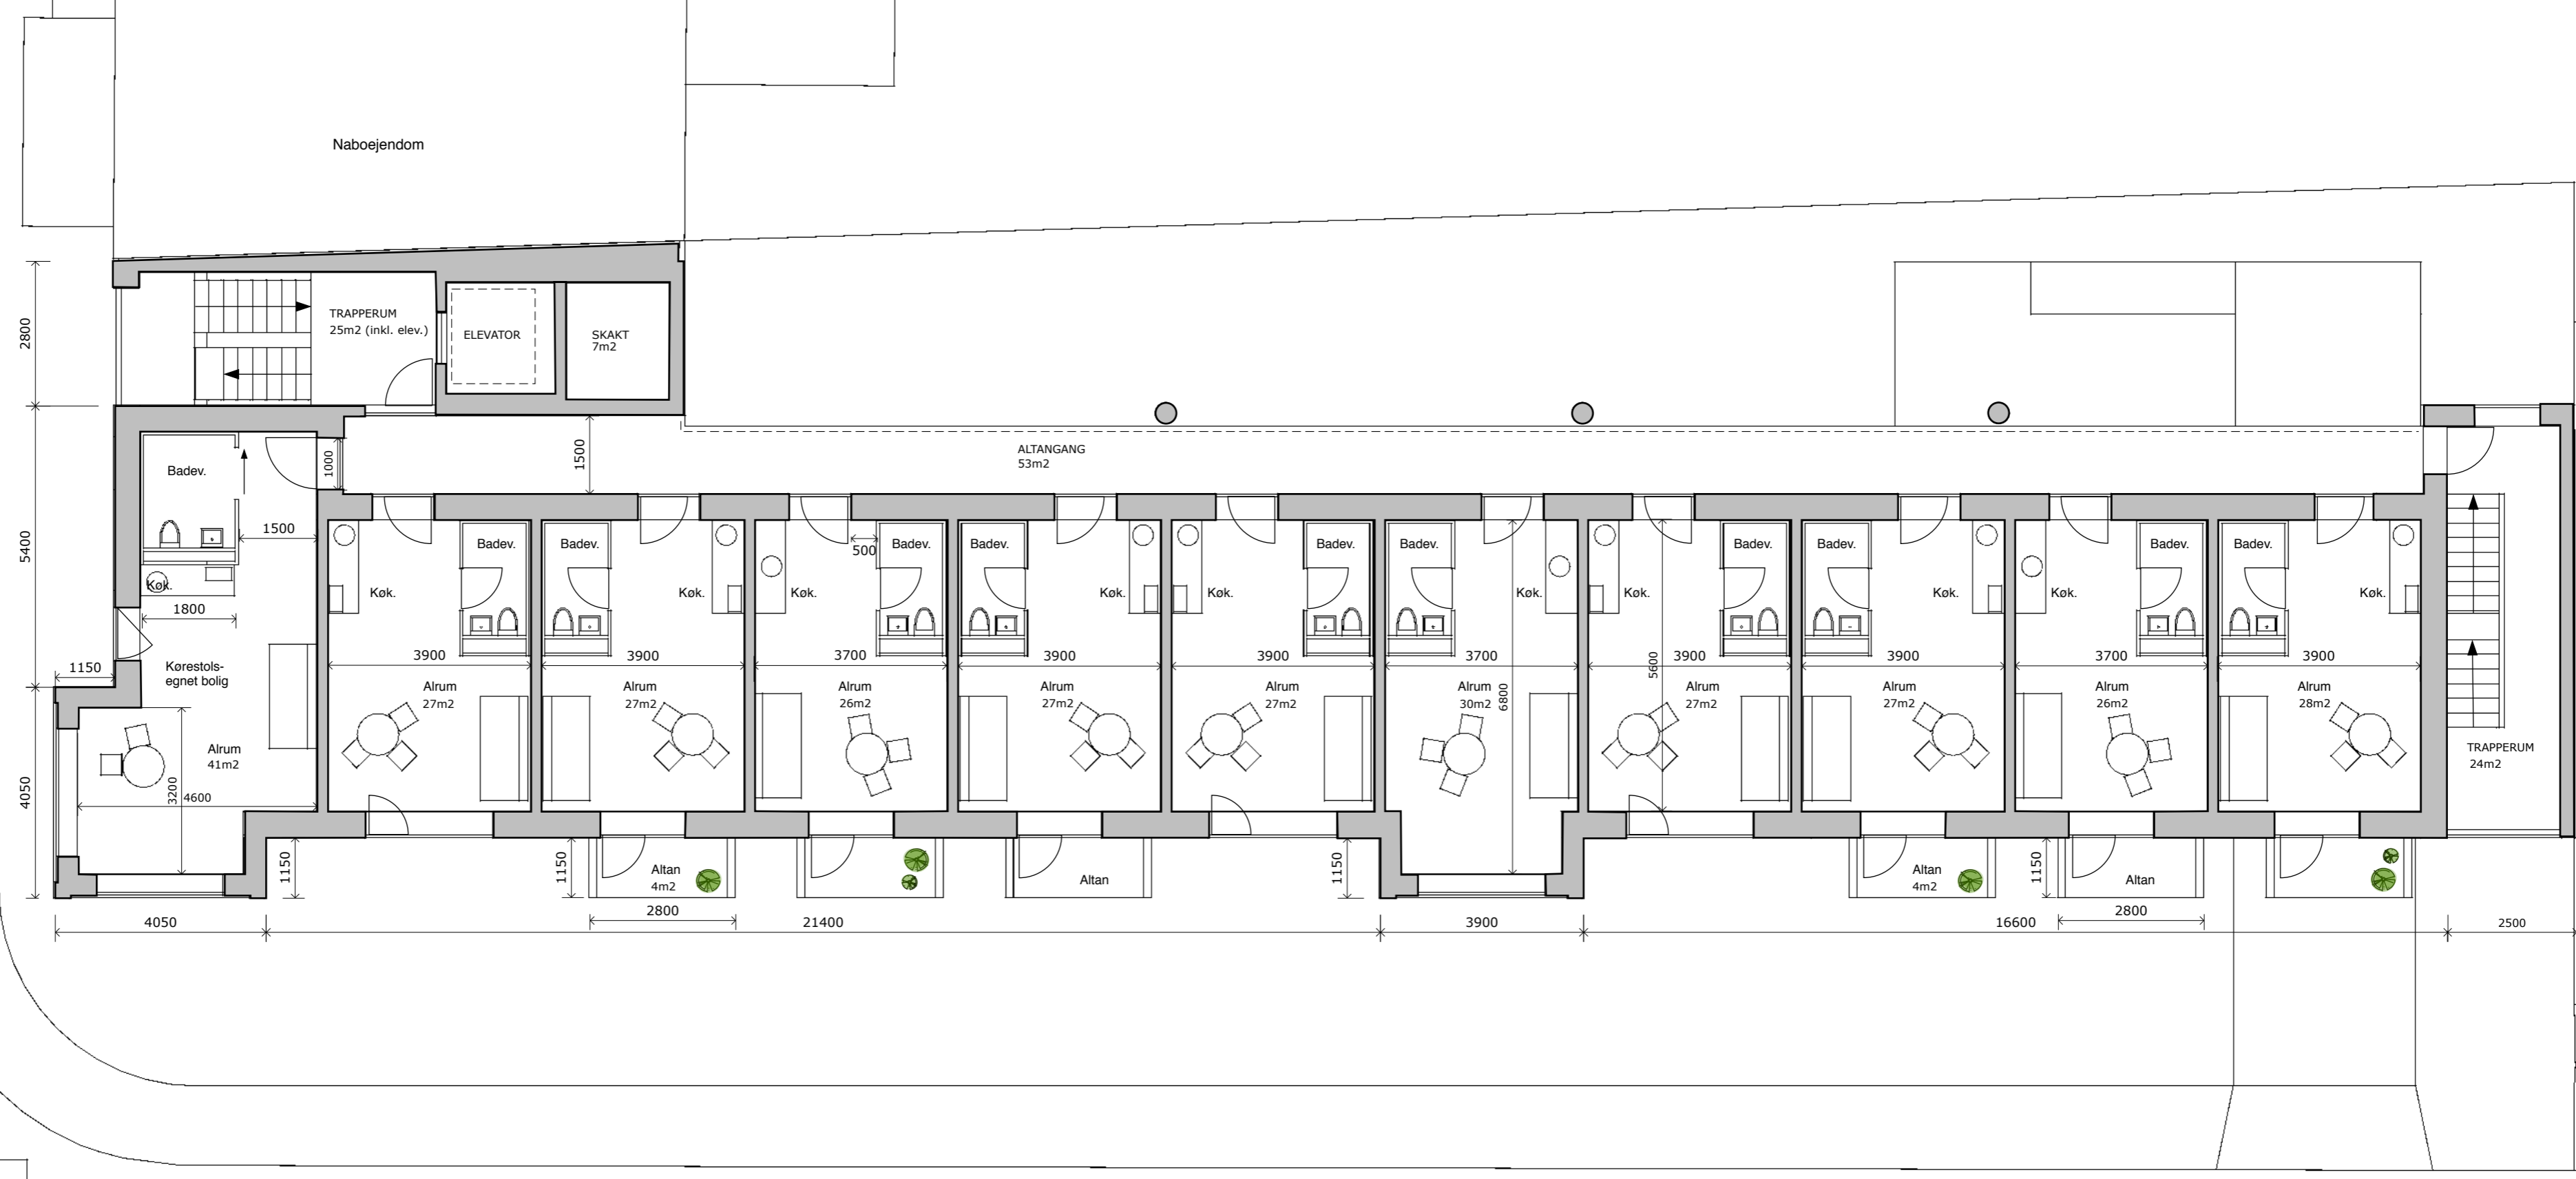 Naboejendom
TRAPPERUM
25m2 (inkl. elev.)
ELEVATOR
SKAKT
7m2
2800
5400
4050
ALTANGANG
53m2
1500
1000
Badev.
1500
Køk.
1800
1150
Kørestols-
egnet bolig
Alrum
41m2
3200
4600
Badev.
Køk.
3900
Alrum
27m2
Badev.
Køk.
3900
Alrum
27m2
500
Badev.
Køk.
3700
Alrum
26m2
Badev.
Køk.
3900
Alrum
27m2
Badev.
Køk.
3900
Alrum
27m2
Badev.
Køk.
3700
Alrum
30m2
6800
Badev.
Køk.
5600
3900
Alrum
27m2
Badev.
Køk.
3900
Alrum
27m2
Badev.
Køk.
3700
Alrum
26m2
Badev.
Køk.
3900
Alrum
28m2
TRAPPERUM
24m2
1150
1150
Altan
4m2
Altan
1150
Altan
4m2
1150
Altan
2800
2800
4050
21400
3900
16600
2500